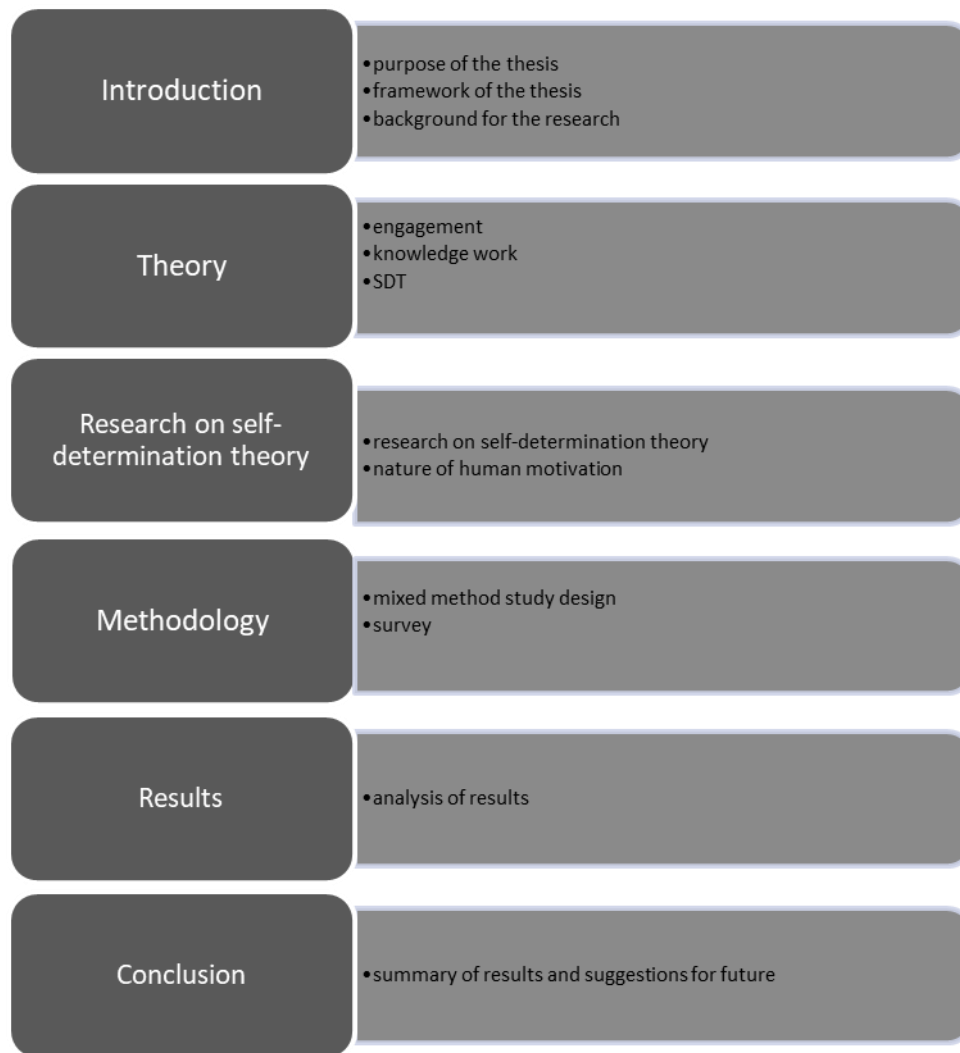 Introduction
•purpose of the thesis
•framework of the thesis
•background for the research
Theory
•engagement
•knowledge work
•SDT
Research on self-
determination theory
•research on self-determination theory
•nature of human motivation
Methodology
•mixed method study design
•survey
Results
•analysis of results
Conclusion
•summary of results and suggestions for future